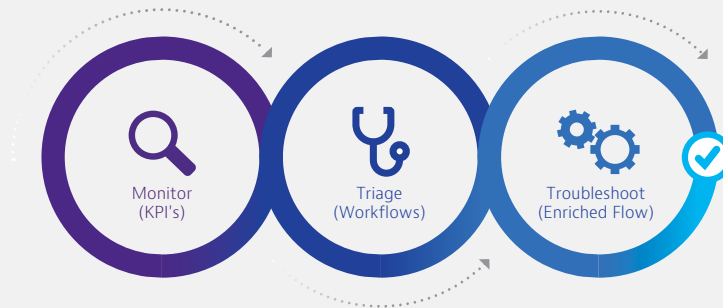 Monitor
(KPI's)
Triage
(Workflows)
Troubleshoot
(Enriched Flow)